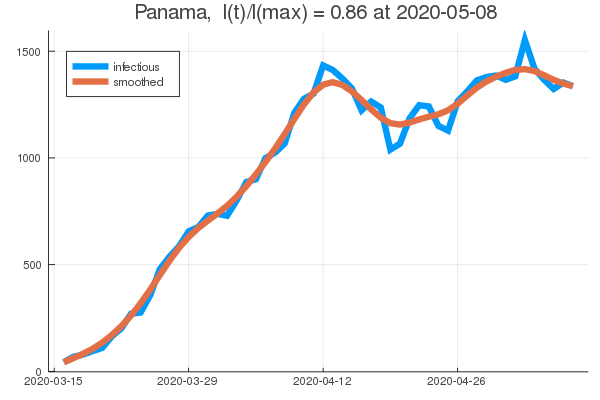 Panama,  I(t)/I(max) = 0.86 at 2020-05-08
1500
infectious
smoothed
1000
500
0
2020-03-15 2020-03-29 2020-04-12 2020-04-26